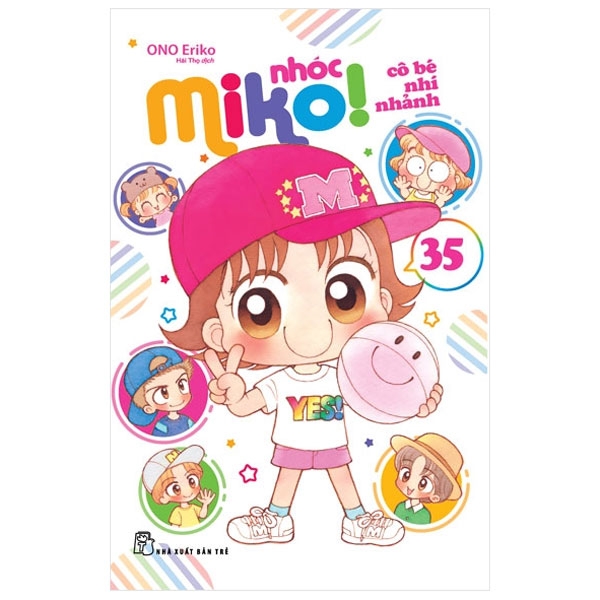 ONO Eriko
Hải Thọ dịch
nhóc
miko!
cô bé
nhí
nhảnh
M
35
YES!
NHÀ XUẤT BẢN TRẺ